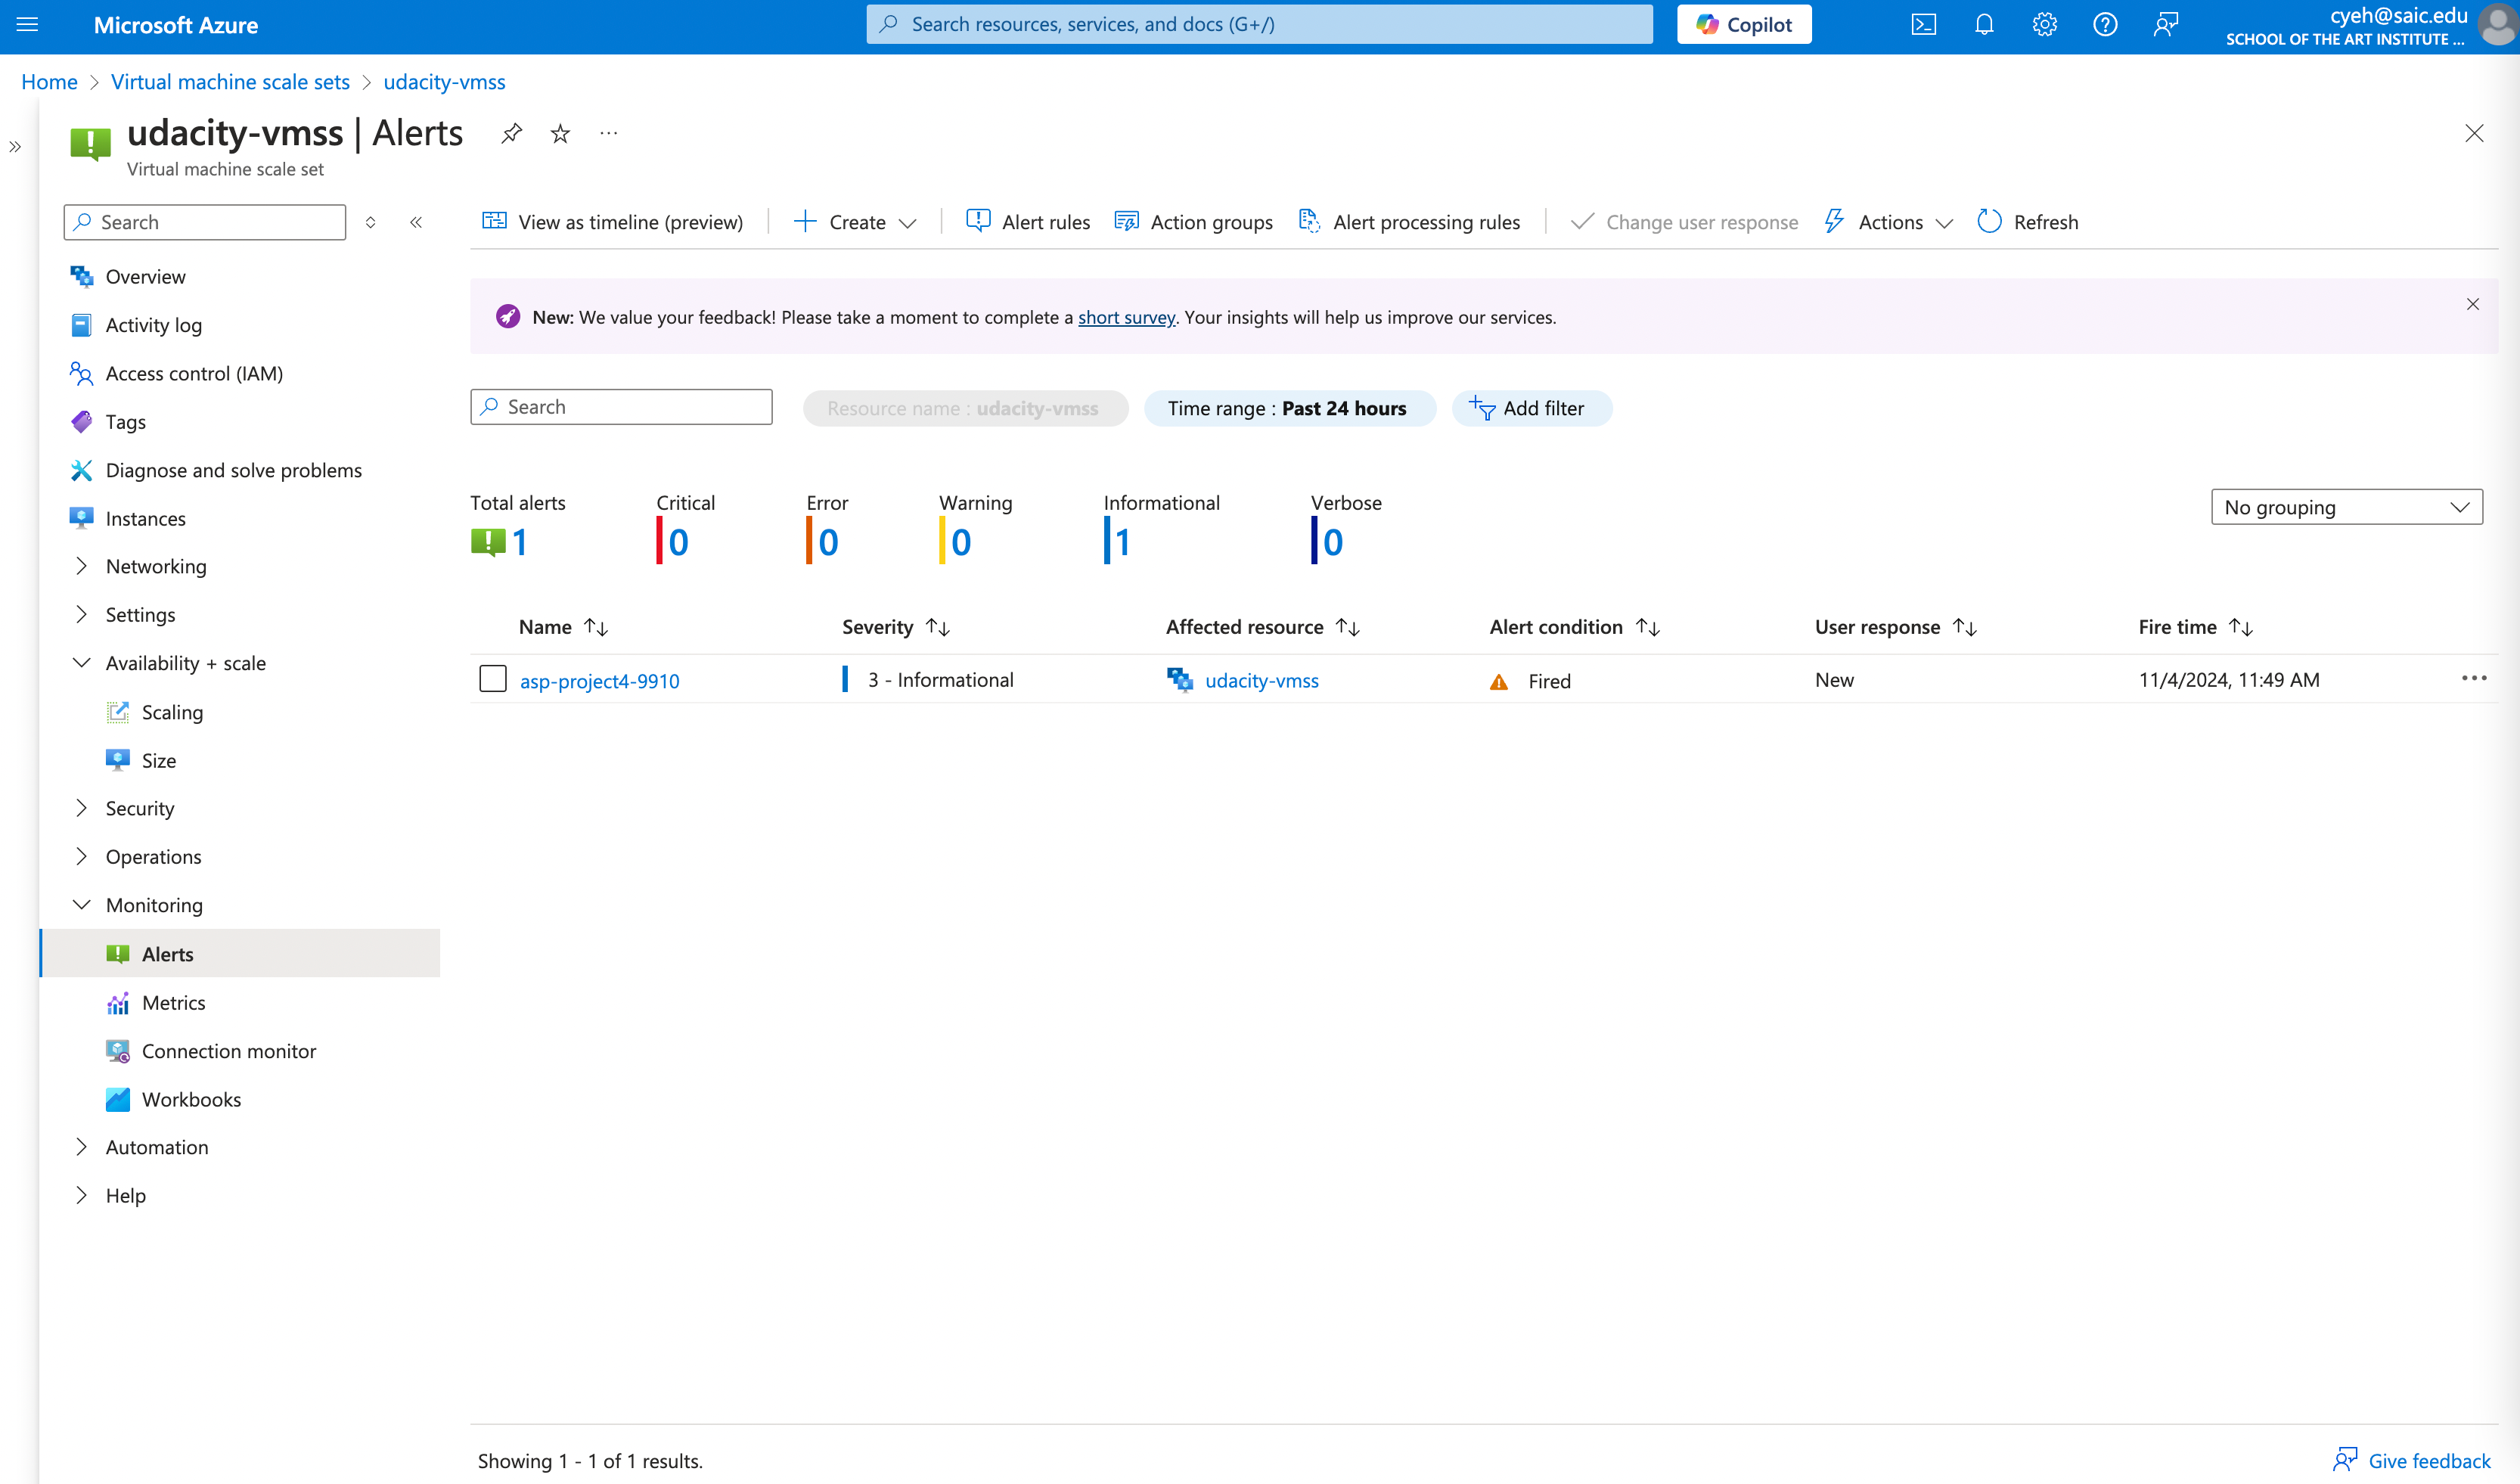 Microsoft Azure
Search resources, services, and docs (G+/)
Copilot
cyeh@saic.edu
SCHOOL OF THE ART INSTITUTE ...
Home > Virtual machine scale sets > udacity-vmss
udacity-vmss | Alerts
Virtual machine scale set
Search
View as timeline (preview)
Create
Alert rules
Action groups
Alert processing rules
Change user response
Actions
Refresh
Overview
Activity log
Access control (IAM)
Tags
Diagnose and solve problems
Instances
Networking
Settings
Availability + scale
Scaling
Size
Security
Operations
Monitoring
Alerts
Metrics
Connection monitor
Workbooks
Automation
Help
New: We value your feedback! Please take a moment to complete a short survey. Your insights will help us improve our services.
Search
Resource name : udacity-vmss
Time range : Past 24 hours
Add filter
Total alerts
1
Critical
0
Error
0
Warning
0
Informational
1
Verbose
0
No grouping
Name Severity Affected resource Alert condition User response Fire time
asp-project4-9910 3 - Informational udacity-vmss Fired New 11/4/2024, 11:49 AM
Showing 1 - 1 of 1 results.
Give feedback